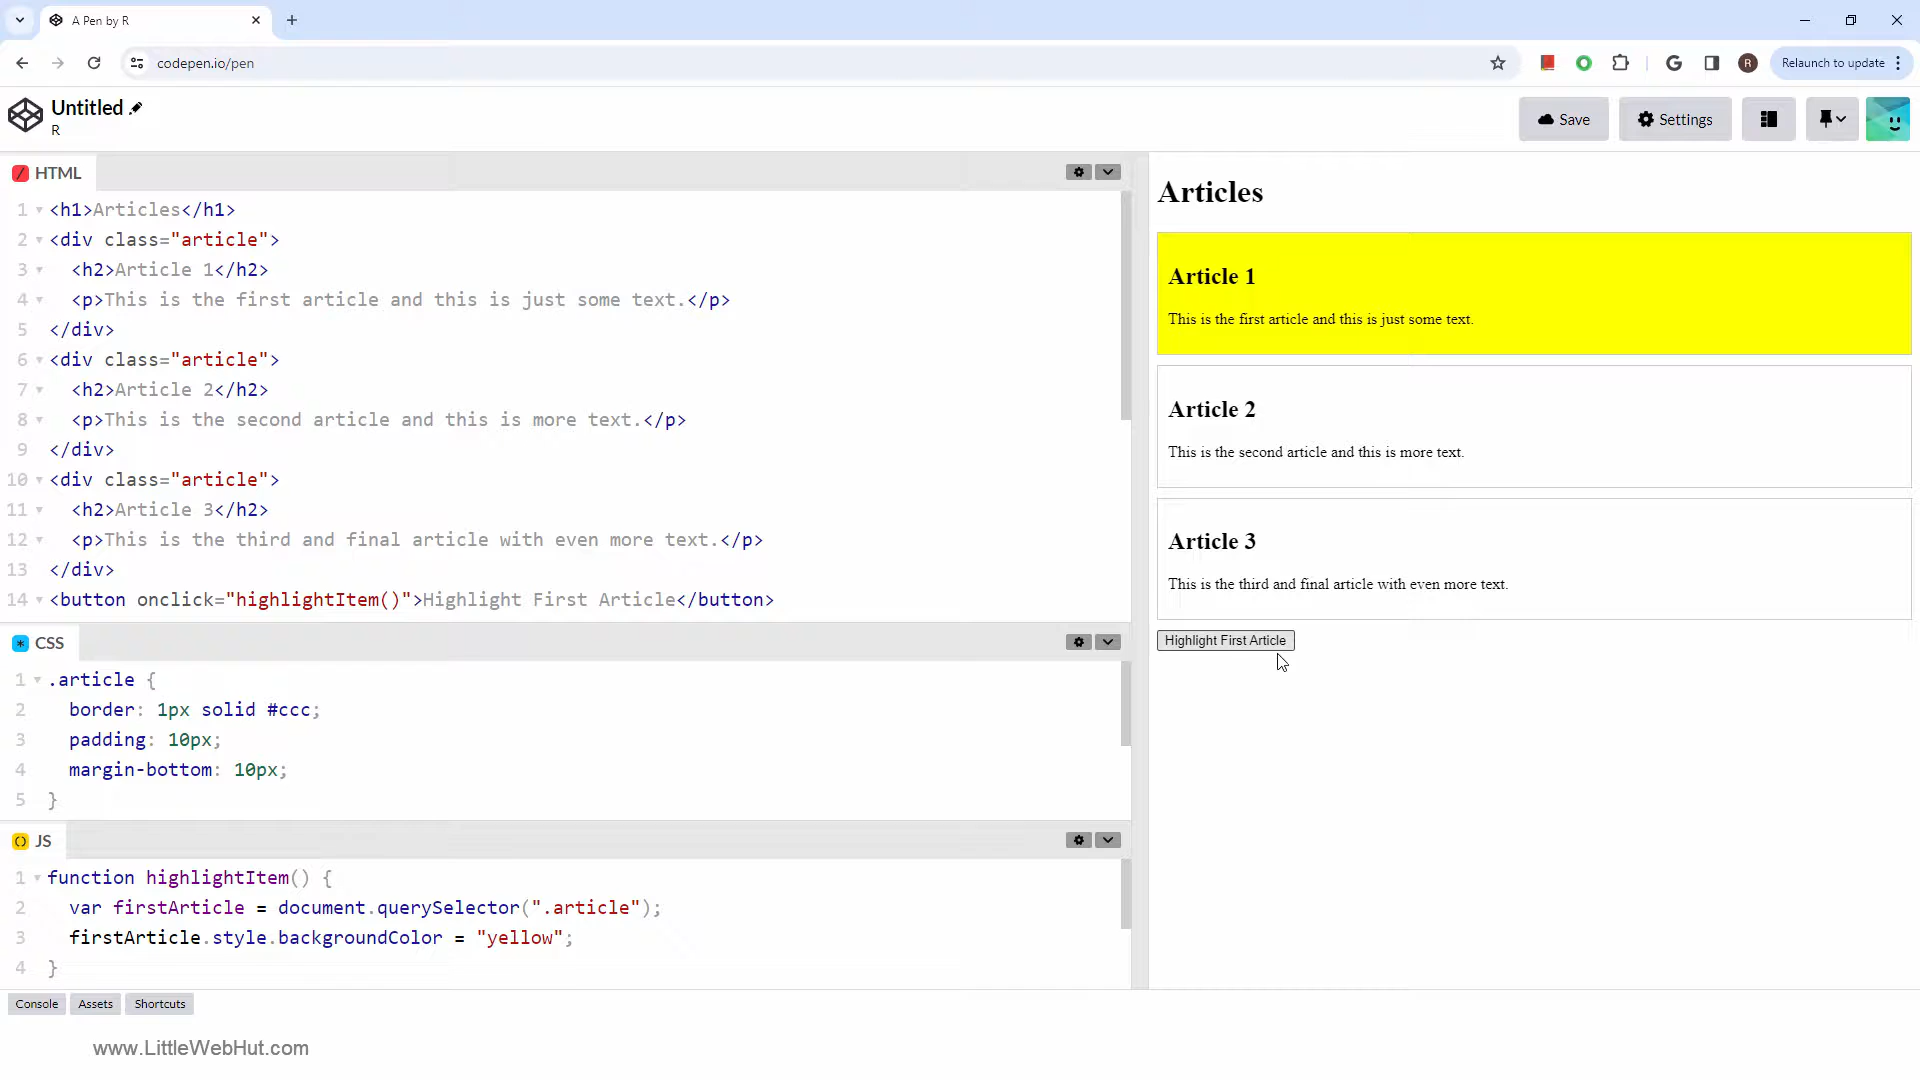 A Pen by R
codepen.io/pen
R
Relaunch to update
Untitled
R
Save
Settings
HTML
1 <h1>Articles</h1>
2 <div class="article">
3 <h2>Article 1</h2>
4 <p>This is the first article and this is just some text.</p>
5 </div>
6 <div class="article">
7 <h2>Article 2</h2>
8 <p>This is the second article and this is more text.</p>
9 </div>
10 <div class="article">
11 <h2>Article 3</h2>
12 <p>This is the third and final article with even more text.</p>
13 </div>
14 <button onclick="highlightItem()">Highlight First Article</button>
CSS
1 .article {
2 border: 1px solid #ccc;
3 padding: 10px;
4 margin-bottom: 10px;
5 }
JS
1 function highlightItem() {
2 var firstArticle = document.querySelector(".article");
3 firstArticle.style.backgroundColor = "yellow";
4 }
Console Assets Shortcuts
www.LittleWebHut.com
Articles
Article 1
This is the first article and this is just some text.
Article 2
This is the second article and this is more text.
Article 3
This is the third and final article with even more text.
Highlight First Article